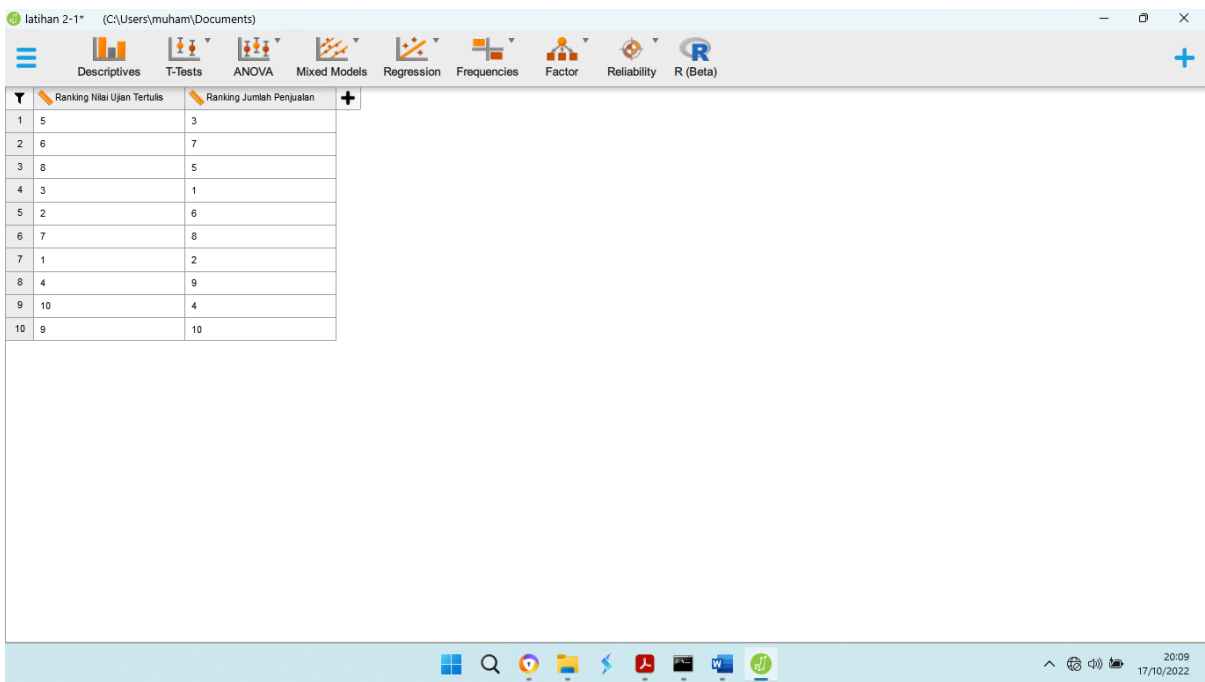 latihan 2-1* (C:\Users\muham\Documents)
Descriptives T-Tests ANOVA Mixed Models Regression Frequencies Factor Reliability R (Beta)
Ranking Nilai Ujian Tertulis Ranking Jumlah Penjualan
1 5 3
2 6 7
3 8 5
4 3 1
5 2 6
6 7 8
7 1 2
8 4 9
9 10 4
10 9 10
20:09
17/10/2022